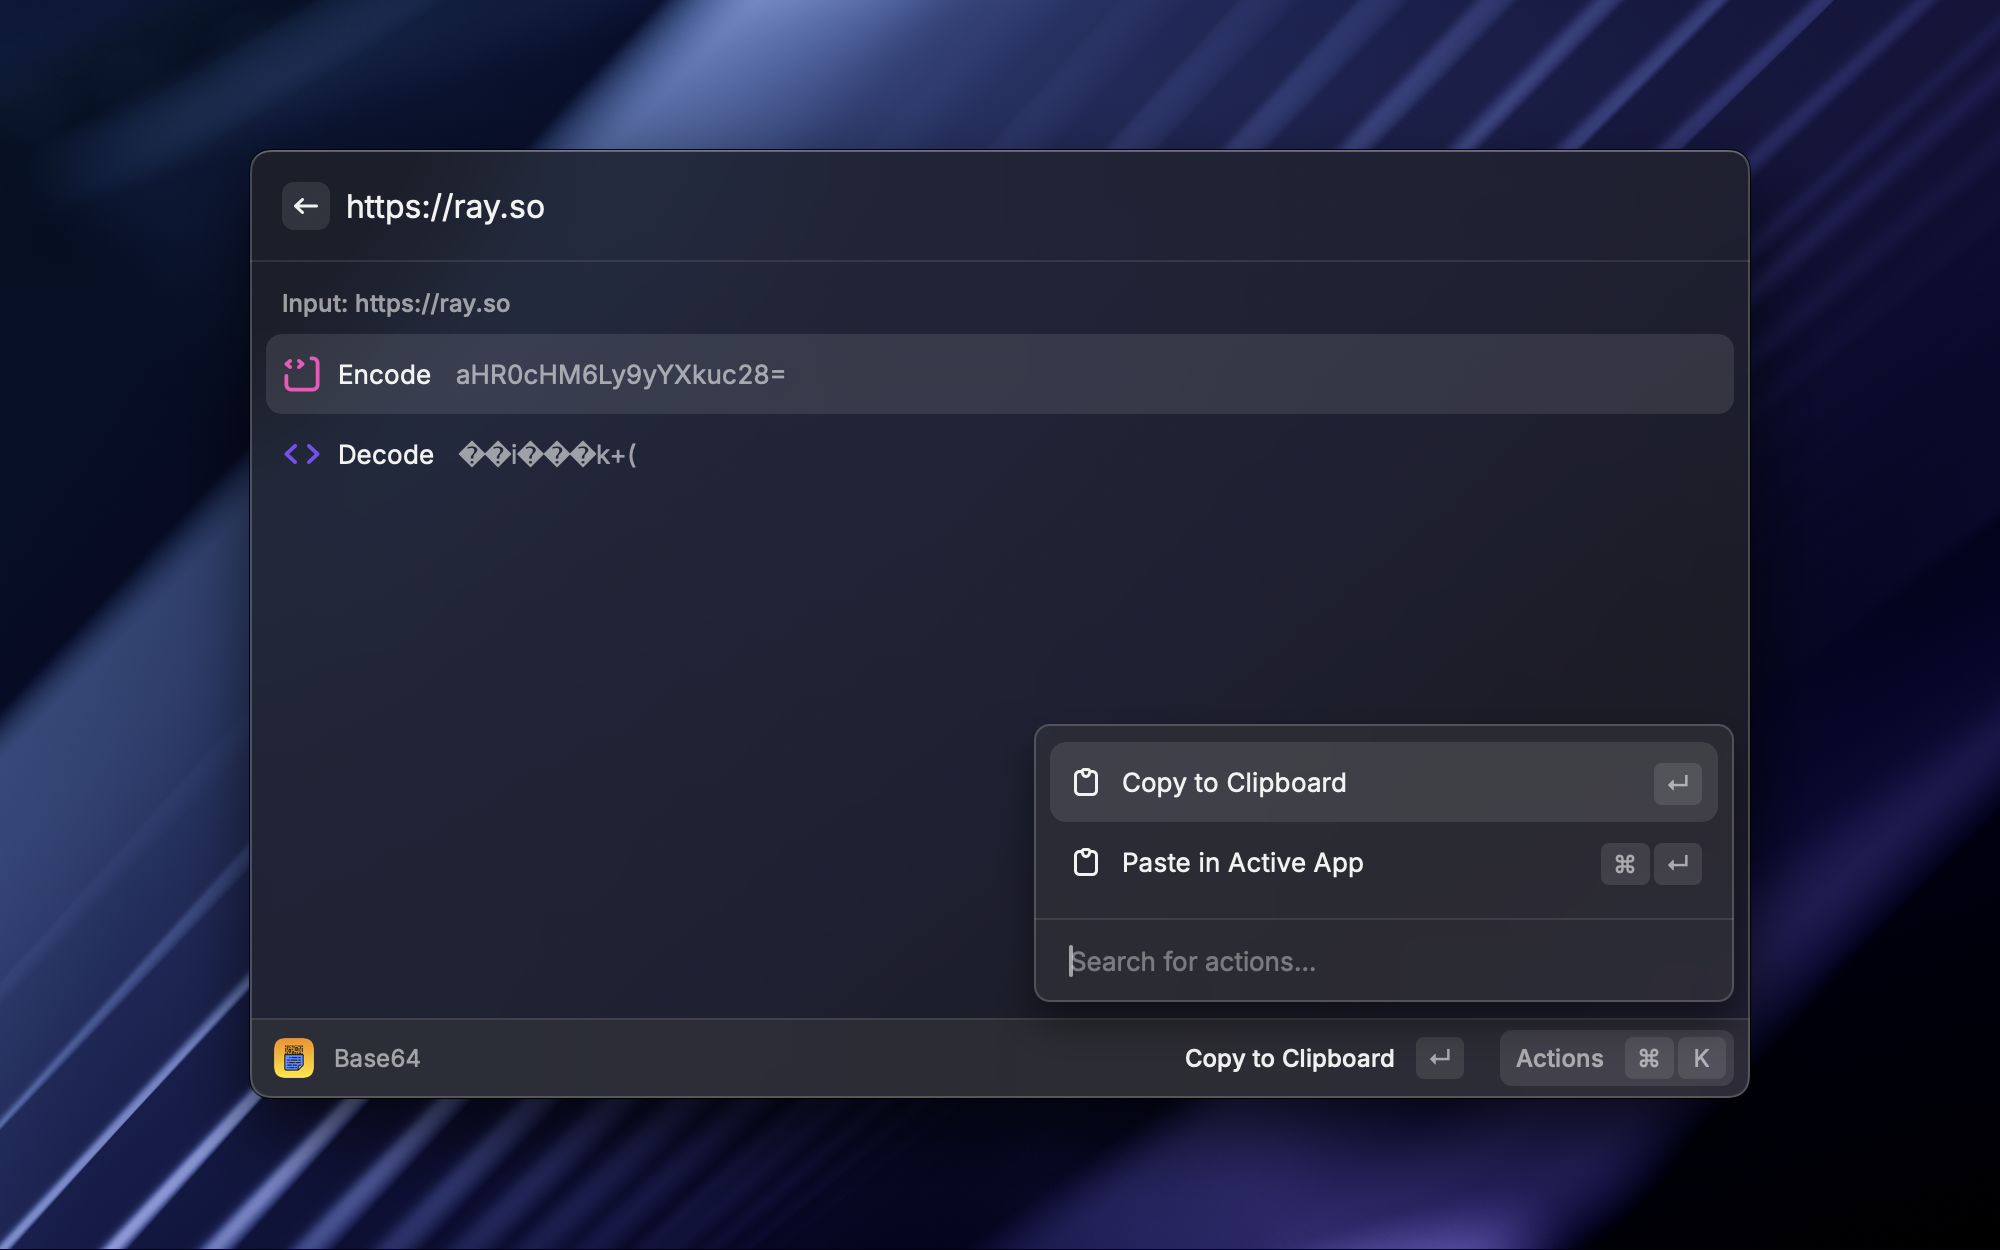 https://ray.so
Input: https://ray.so
Encode aHR0cHM6Ly9yYXkuc28=
Decode ��i���k+(
Copy to Clipboard ↵
Paste in Active App ⌘ ↵
Search for actions...
Base64 Copy to Clipboard ↵ Actions ⌘ K